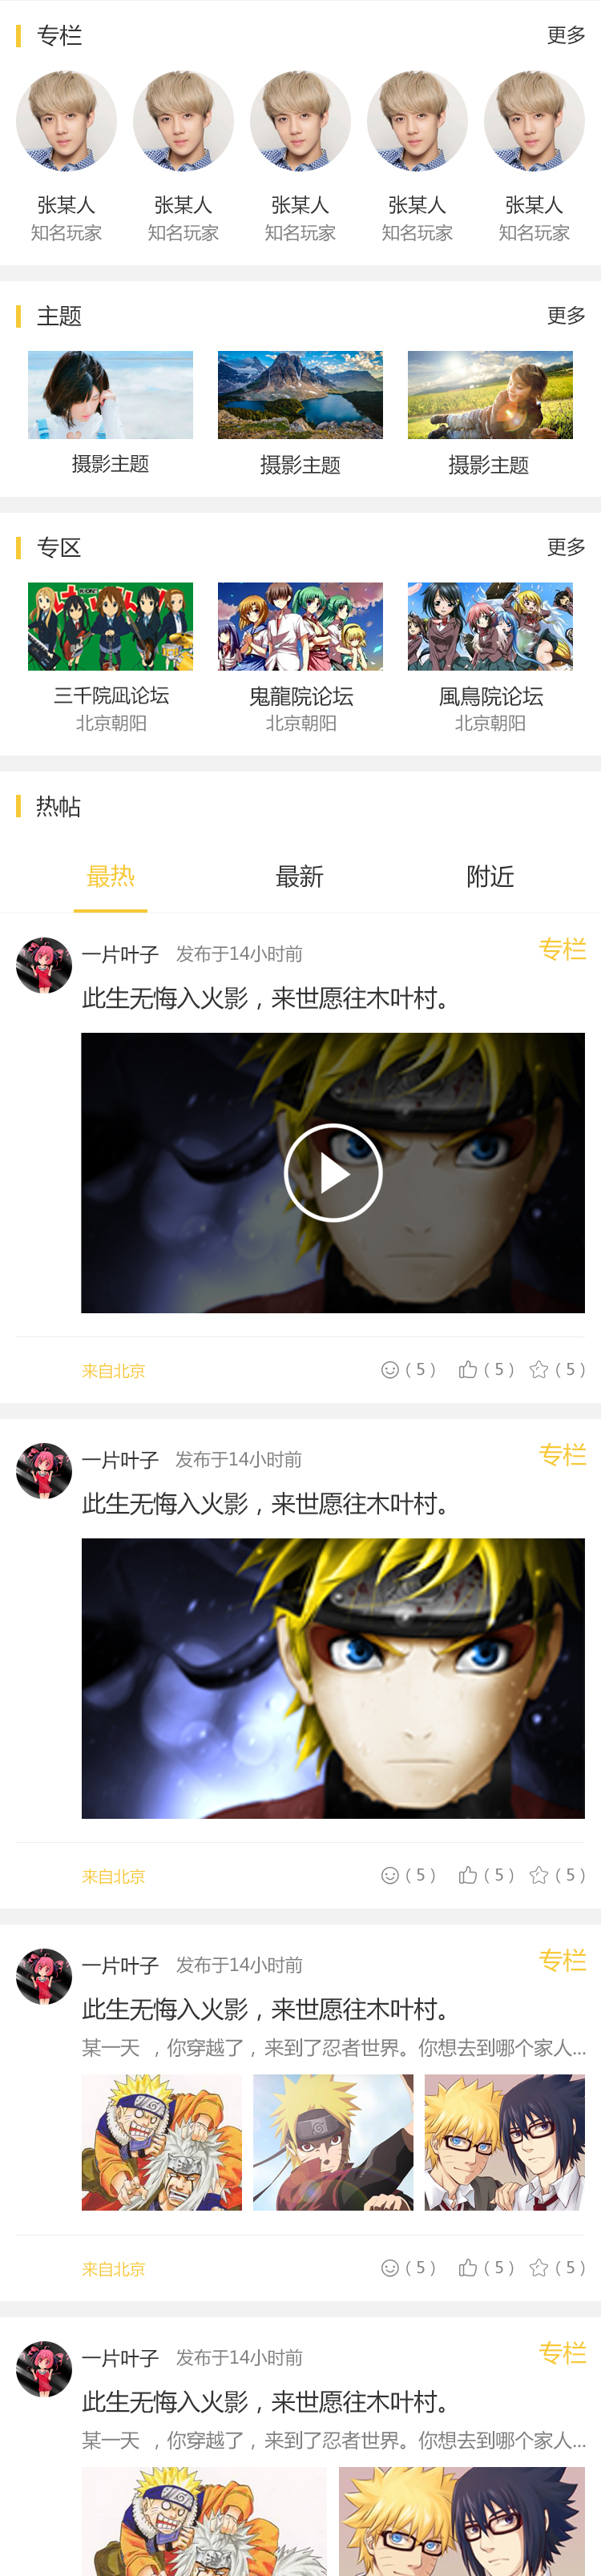 专栏 更多
张某人 张某人 张某人 张某人 张某人
知名玩家 知名玩家 知名玩家 知名玩家 知名玩家
主题 更多
摄影主题 摄影主题 摄影主题
专区 更多
三千院凪论坛 鬼龍院论坛 風鳥院论坛
北京朝阳 北京朝阳 北京朝阳
热帖
最热 最新 附近
一片叶子 发布于14小时前 专栏
此生无悔入火影，来世愿往木叶村。
来自北京 （5） （5） （5）
一片叶子 发布于14小时前 专栏
此生无悔入火影，来世愿往木叶村。
来自北京 （5） （5） （5）
一片叶子 发布于14小时前 专栏
此生无悔入火影，来世愿往木叶村。
某一天 ，你穿越了，来到了忍者世界。你想去到哪个家人...
来自北京 （5） （5） （5）
一片叶子 发布于14小时前 专栏
此生无悔入火影，来世愿往木叶村。
某一天 ，你穿越了，来到了忍者世界。你想去到哪个家人...